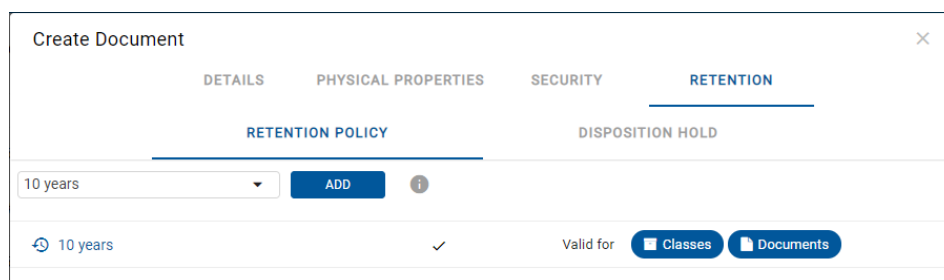 Create Document
DETAILS PHYSICAL PROPERTIES SECURITY RETENTION
RETENTION POLICY DISPOSITION HOLD
10 years ADD
10 years Valid for Classes Documents